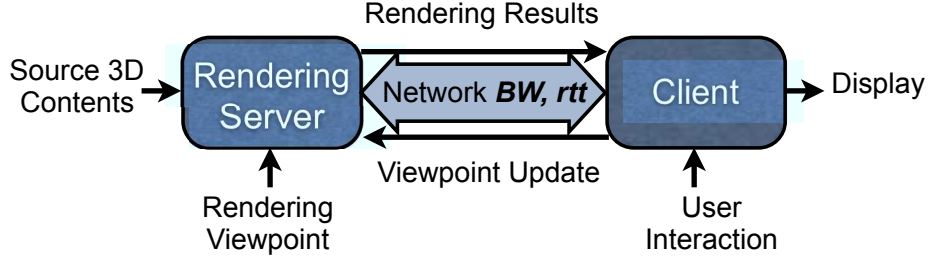 Rendering Results
Source 3D
Contents
Rendering
Server
Network BW, rtt
Client
Display
Viewpoint Update
Rendering
Viewpoint
User
Interaction